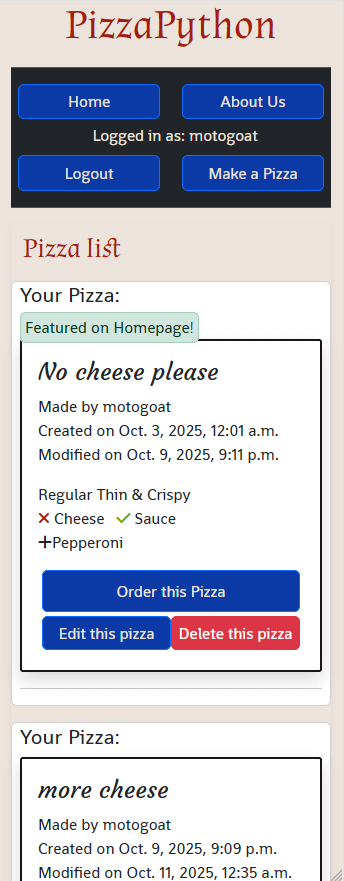 PizzaPython
Home
About Us
Logged in as: motogoat
Logout
Make a Pizza
Pizza list
Your Pizza:
Featured on Homepage!
No cheese please
Made by motogoat
Created on Oct. 3, 2025, 12:01 a.m.
Modified on Oct. 9, 2025, 9:11 p.m.
Regular Thin & Crispy
Cheese Sauce
Pepperoni
Order this Pizza
Edit this pizza
Delete this pizza
Your Pizza:
more cheese
Made by motogoat
Created on Oct. 9, 2025, 9:09 p.m.
Modified on Oct. 11, 2025, 12:35 a.m.